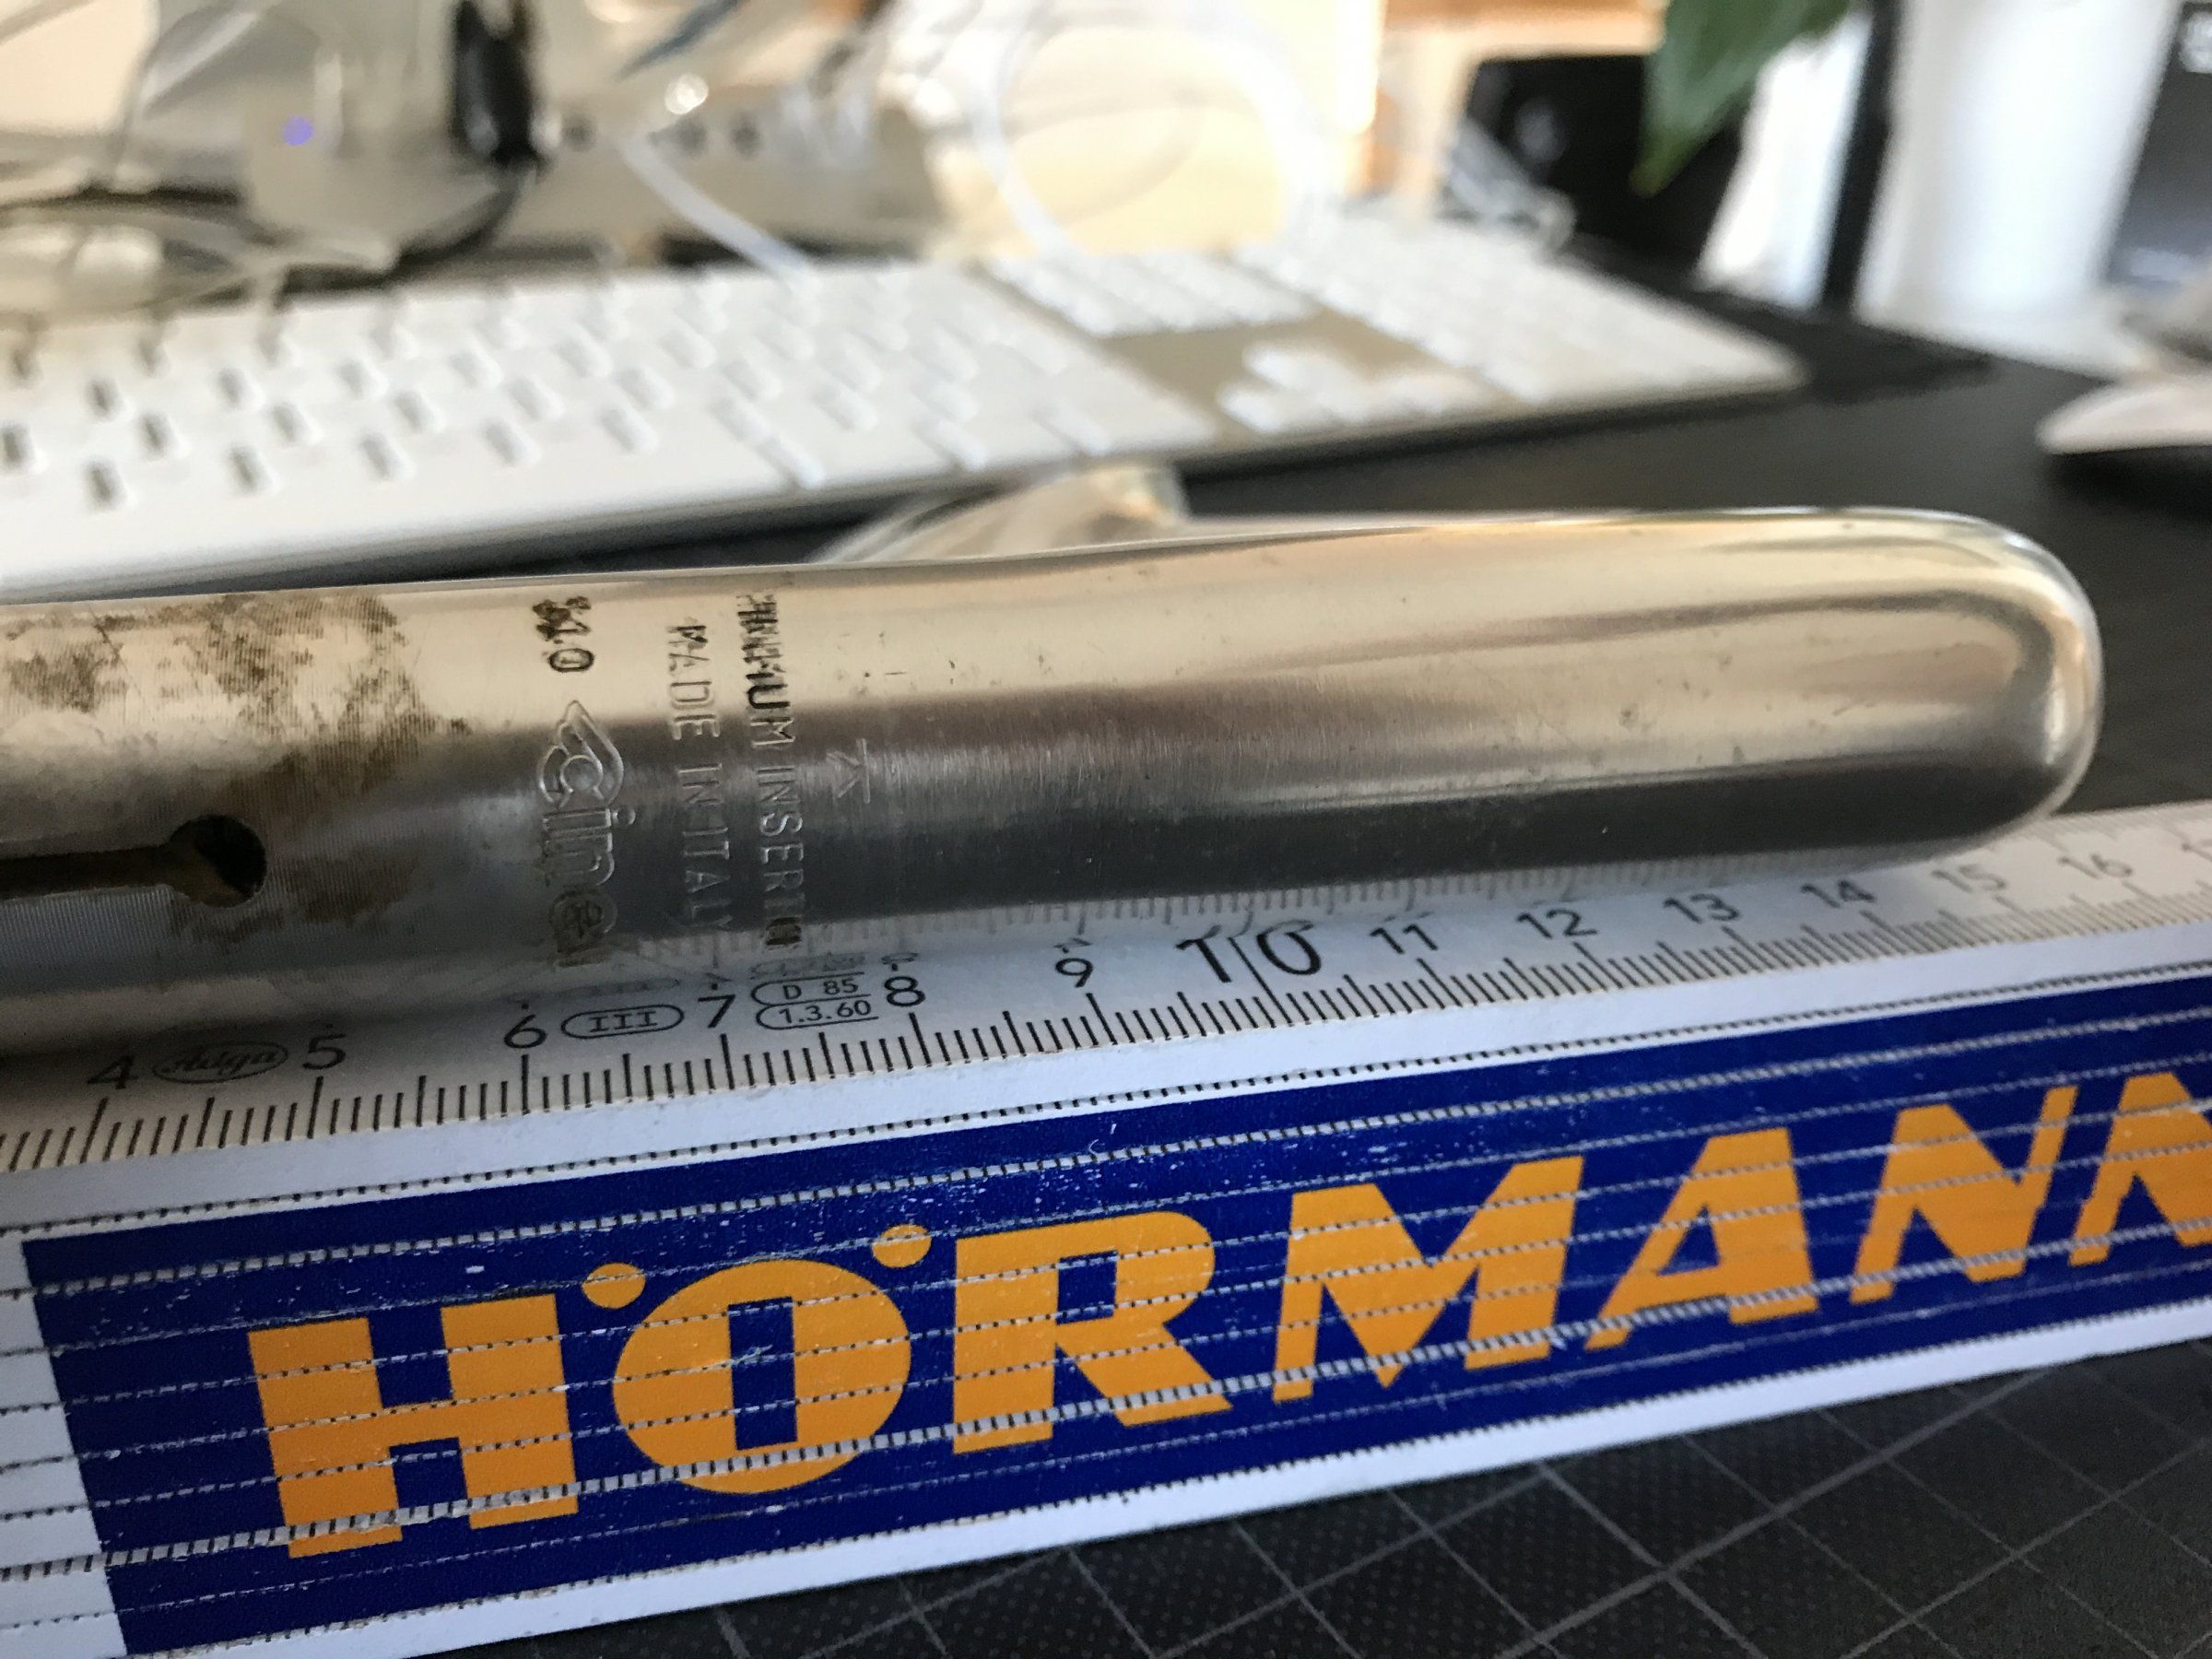 Cinelli
MADE IN ITALY
INSERTION
4 Adga 5 6 III 7 D 85 1.3.60 8 9 10 11 12 13 14 15 16
HÖRMANN